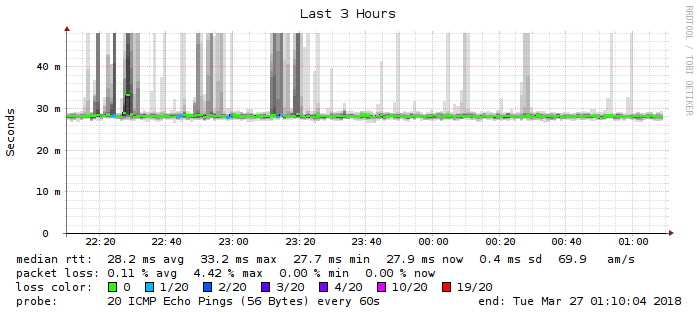 Last 3 Hours
RRDTOOL / TOBI OETIKER
Seconds
40 m
30 m
20 m
10 m
0
22:20 22:40 23:00 23:20 23:40 00:00 00:20 00:40 01:00
median rtt: 28.2 ms avg 33.2 ms max 27.7 ms min 27.9 ms now 0.4 ms sd 69.9 am/s
packet loss: 0.11 % avg 4.42 % max 0.00 % min 0.00 % now
loss color: 0 1/20 2/20 3/20 4/20 10/20 19/20
probe: 20 ICMP Echo Pings (56 Bytes) every 60s end: Tue Mar 27 01:10:04 2018